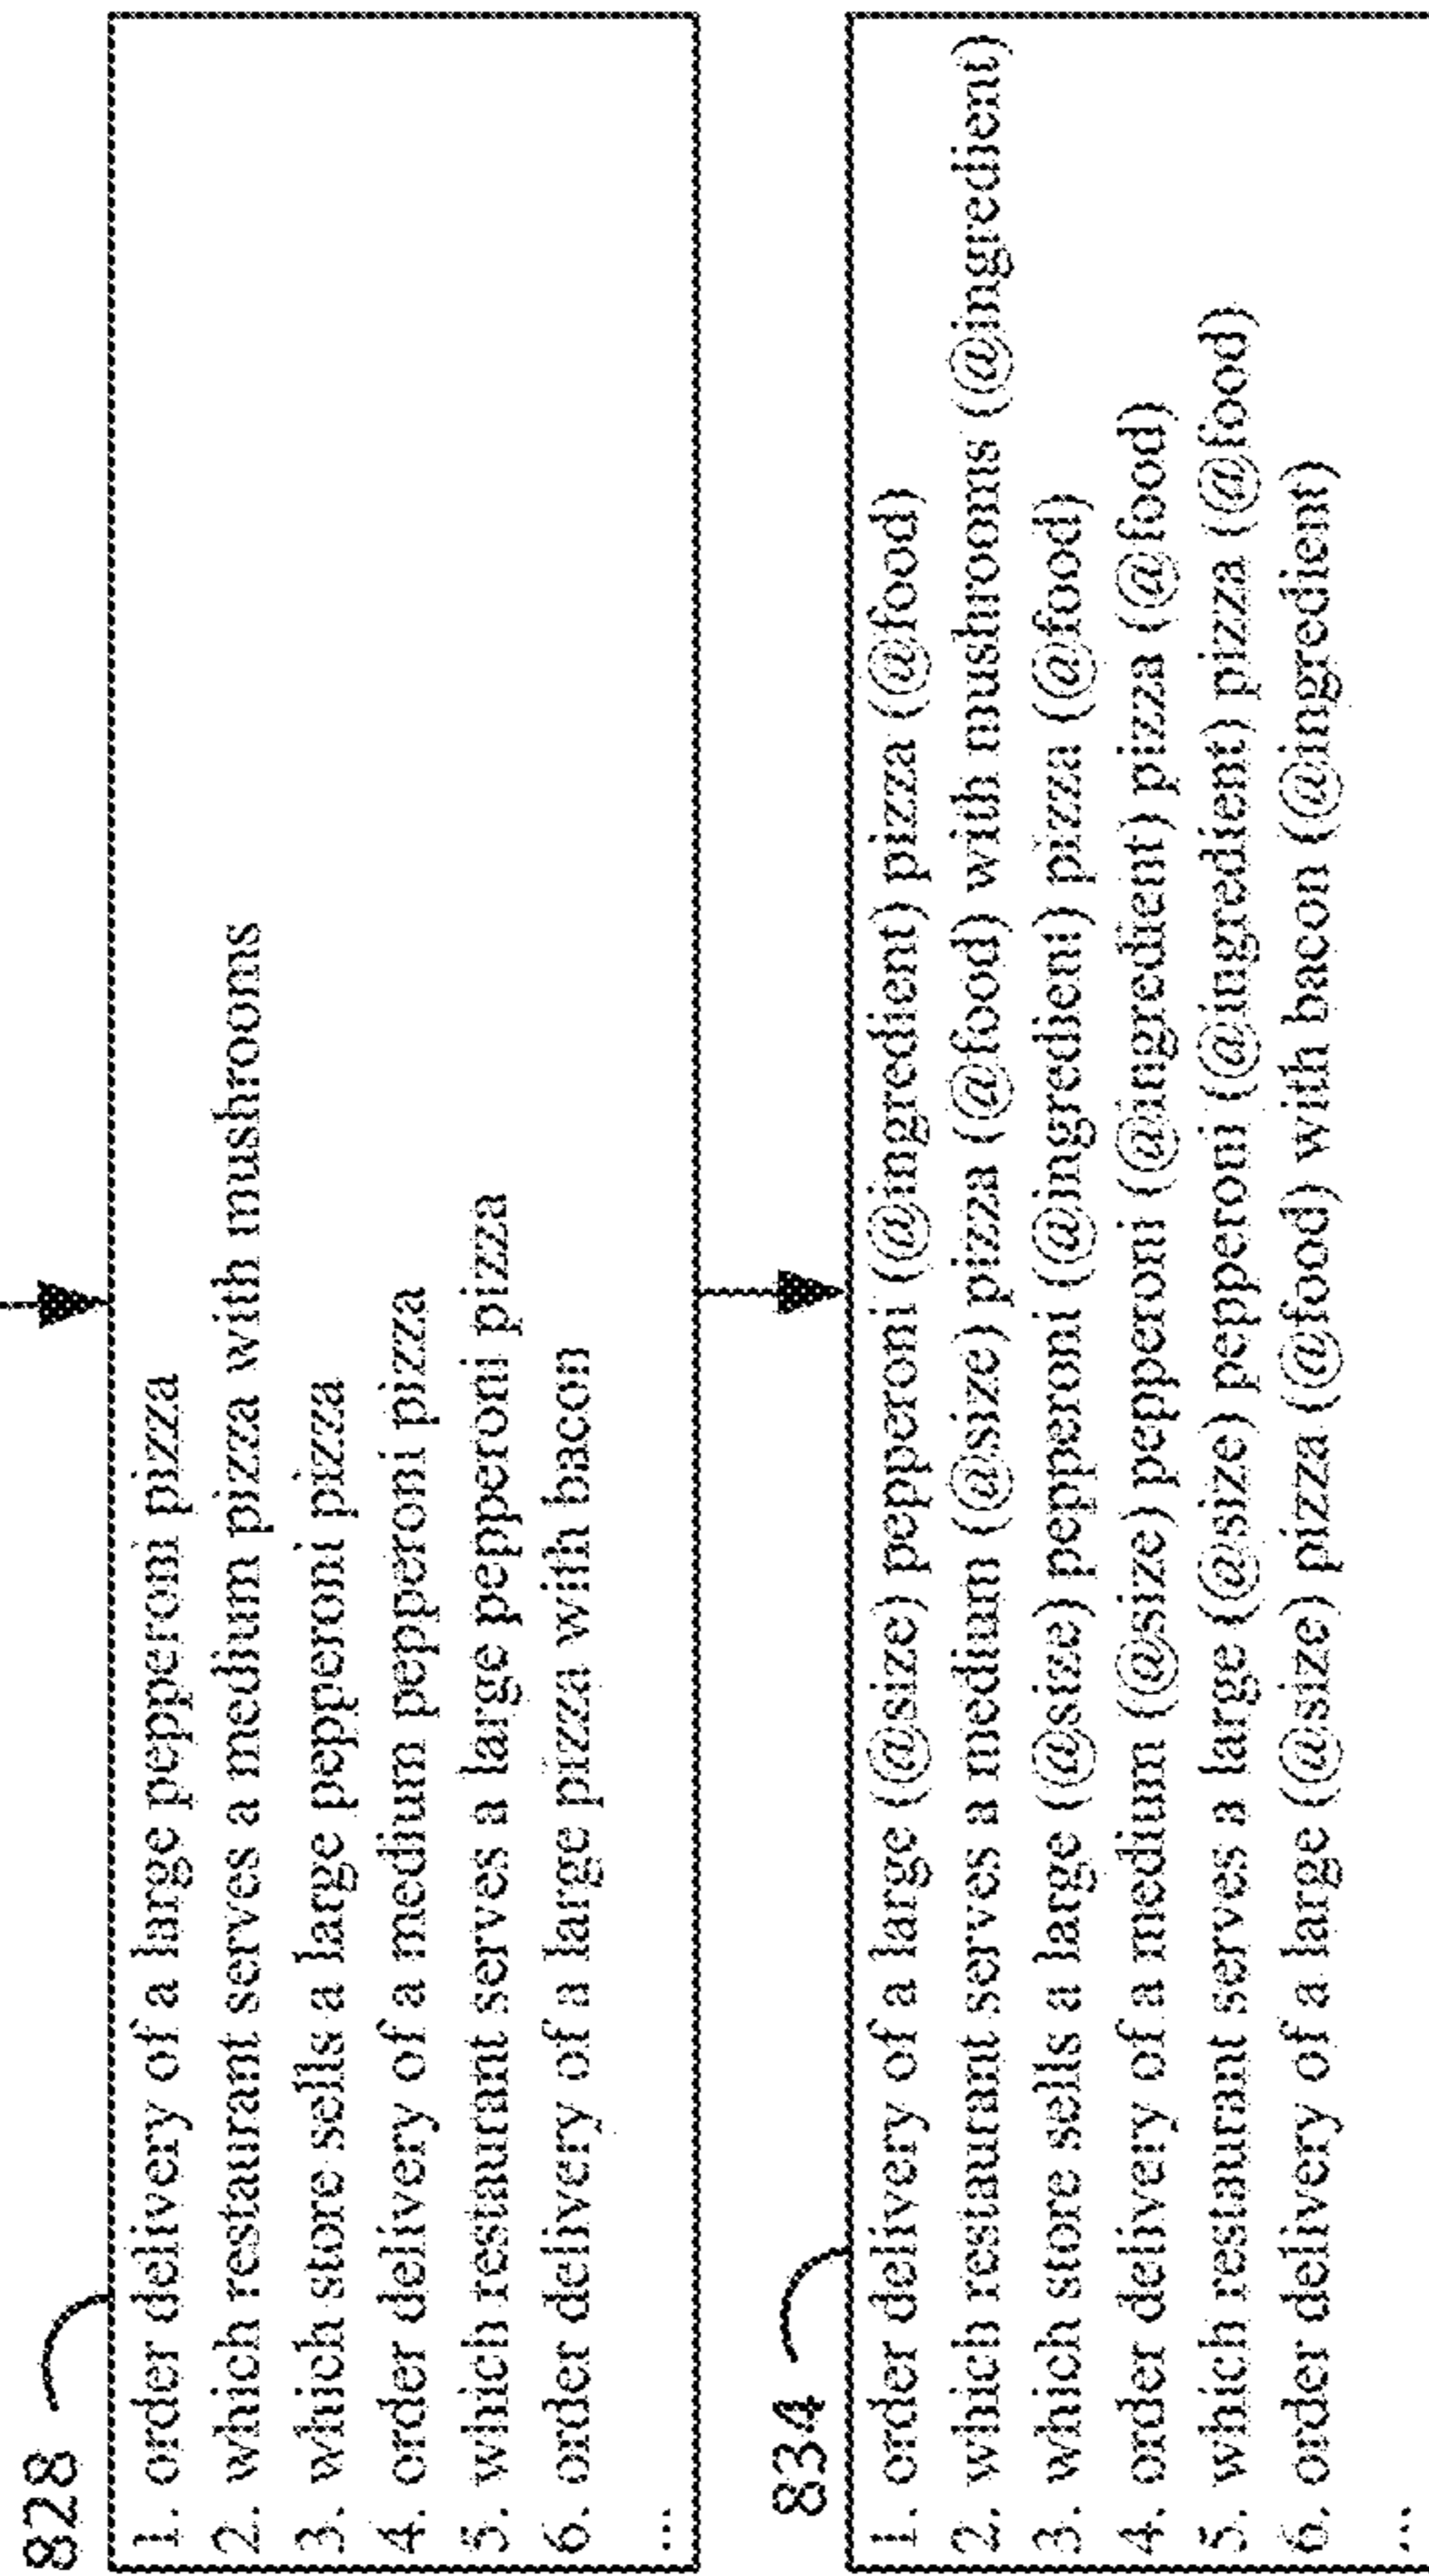 828
1. order delivery of a large pepperoni pizza
2. which restaurant serves a medium pizza with mushrooms
3. which store sells a large pepperoni pizza
4. order delivery of a medium pepperoni pizza
5. which restaurant serves a large pepperoni pizza
6. order delivery of a large pizza with bacon
...
834
1. order delivery of a large (@size) pepperoni (@ingredient) pizza (@food)
2. which restaurant serves a medium (@size) pizza (@food) with mushrooms (@ingredient)
3. which store sells a large (@size) pepperoni (@ingredient) pizza (@food)
4. order delivery of a medium (@size) pepperoni (@ingredient) pizza (@food)
5. which restaurant serves a large (@size) pepperoni (@ingredient) pizza (@food)
6. order delivery of a large (@size) pizza (@food) with bacon (@ingredient)
...